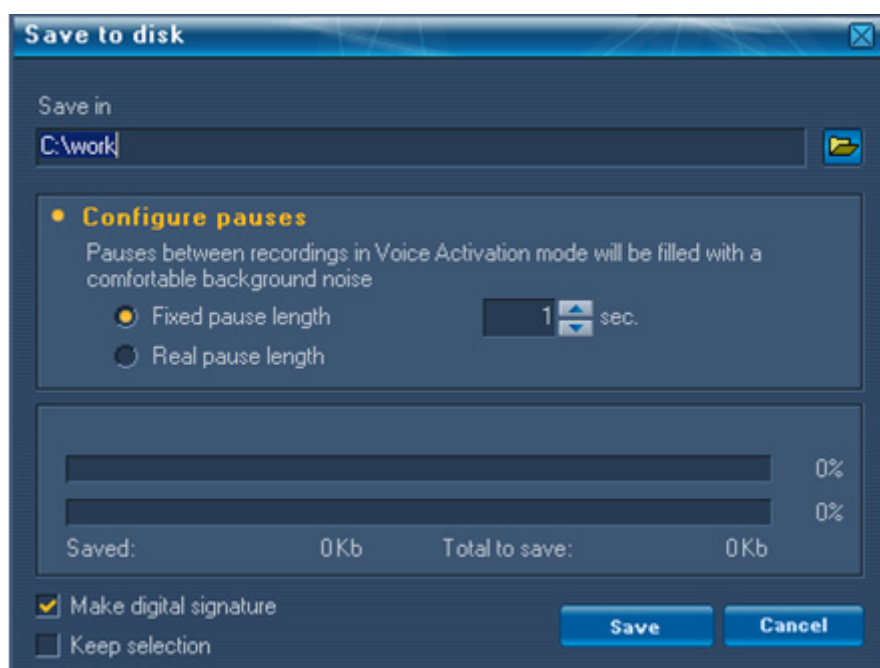 Save to disk
Save in
C:\work
Configure pauses
Pauses between recordings in Voice Activation mode will be filled with a
comfortable background noise
Fixed pause length 1 sec.
Real pause length
0%
0%
Saved: 0Kb Total to save: 0Kb
Make digital signature
Save Cancel
Keep selection